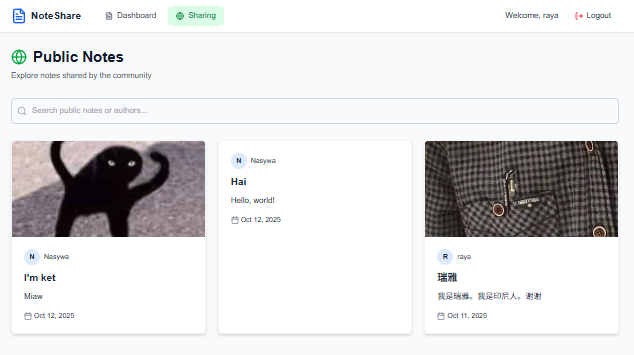 NoteShare
Dashboard
Sharing
Welcome, raya
Logout
Public Notes
Explore notes shared by the community
Search public notes or authors...
N Nasywa
I'm ket
Miaw
Oct 12, 2025
N Nasywa
Hai
Hello, world!
Oct 12, 2025
R raya
瑞雅
我是瑞雅。我是印尼人。谢谢
Oct 11, 2025